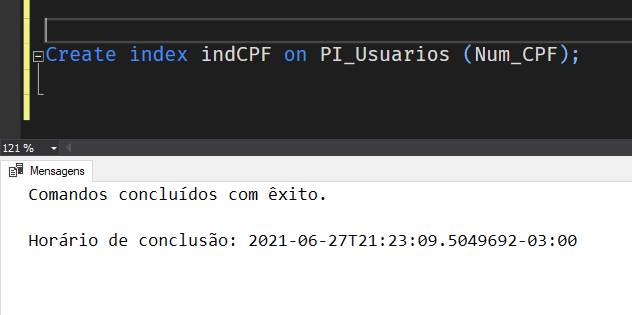 Create index indCPF on PI_Usuarios (Num_CPF);
121 %
Mensagens
Comandos concluídos com êxito.
Horário de conclusão: 2021-06-27T21:23:09.5049692-03:00